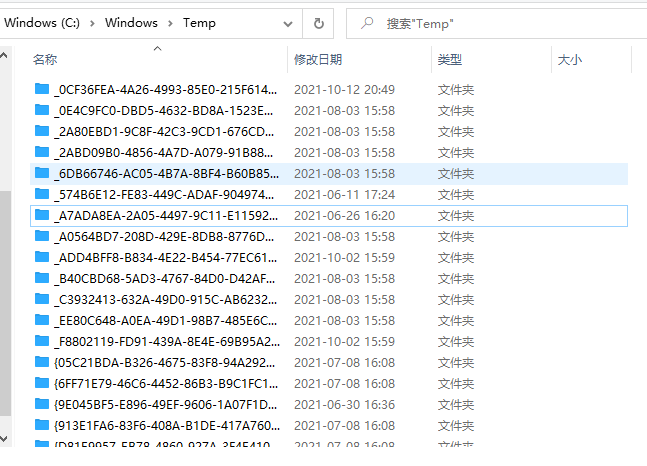 Windows (C:) > Windows > Temp 搜索"Temp"
名称 修改日期 类型 大小
_0CF36FEA-4A26-4993-85E0-215F614... 2021-10-12 20:49 文件夹
_0E4C9FC0-DBD5-4632-BD8A-1523E... 2021-08-03 15:58 文件夹
_2A80EBD1-9C8F-42C3-9CD1-676CD... 2021-08-03 15:58 文件夹
_2ABD09B0-4856-4A7D-A079-91B88... 2021-08-03 15:58 文件夹
_6DB66746-AC05-4B7A-8BF4-B60B85... 2021-08-03 15:58 文件夹
_574B6E12-FE83-449C-ADAF-904974... 2021-06-11 17:24 文件夹
_A7ADA8EA-2A05-4497-9C11-E11592... 2021-06-26 16:20 文件夹
_A0564BD7-208D-429E-8DB8-8776D... 2021-08-03 15:58 文件夹
_ADD4BFF8-B834-4E22-B454-77EC61... 2021-10-02 15:59 文件夹
_B40CBD68-5AD3-4767-84D0-D42AF... 2021-08-03 15:58 文件夹
_C3932413-632A-49D0-915C-AB6232... 2021-08-03 15:58 文件夹
_EE80C648-A0EA-49D1-98B7-485E6C... 2021-08-03 15:58 文件夹
_F8802119-FD91-439A-8E4E-69B95A2... 2021-10-02 15:59 文件夹
{05C21BDA-B326-4675-83F8-94A292... 2021-07-08 16:08 文件夹
{6FF71E79-46C6-4452-86B3-B9C1FC1... 2021-07-08 16:08 文件夹
{9E045BF5-E896-49EF-9606-1A07F1D... 2021-06-30 16:36 文件夹
{913E1FA6-83F6-408A-B1DE-417A760... 2021-07-08 16:08 文件夹
2021-07-08 16:08 文件夹